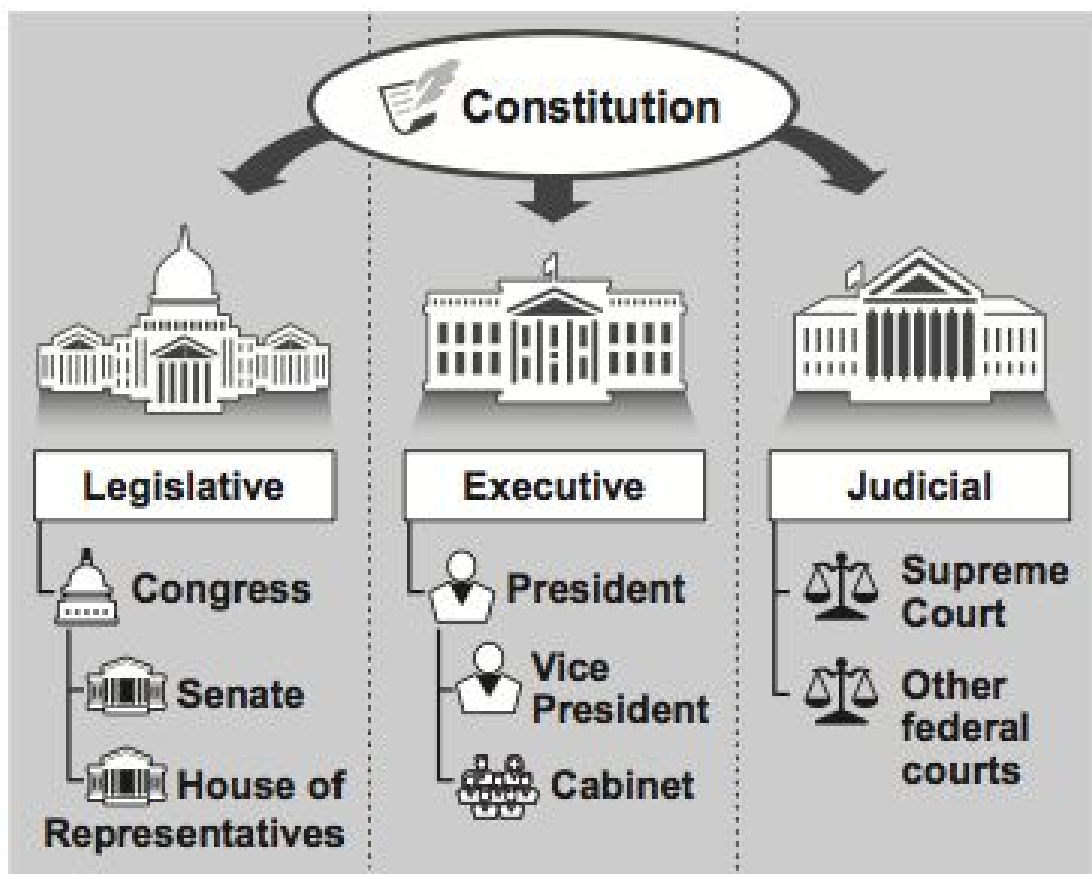 Constitution
Legislative
Congress
Senate
House of
Representatives
Executive
President
Vice
President
Cabinet
Judicial
Supreme
Court
Other
federal
courts